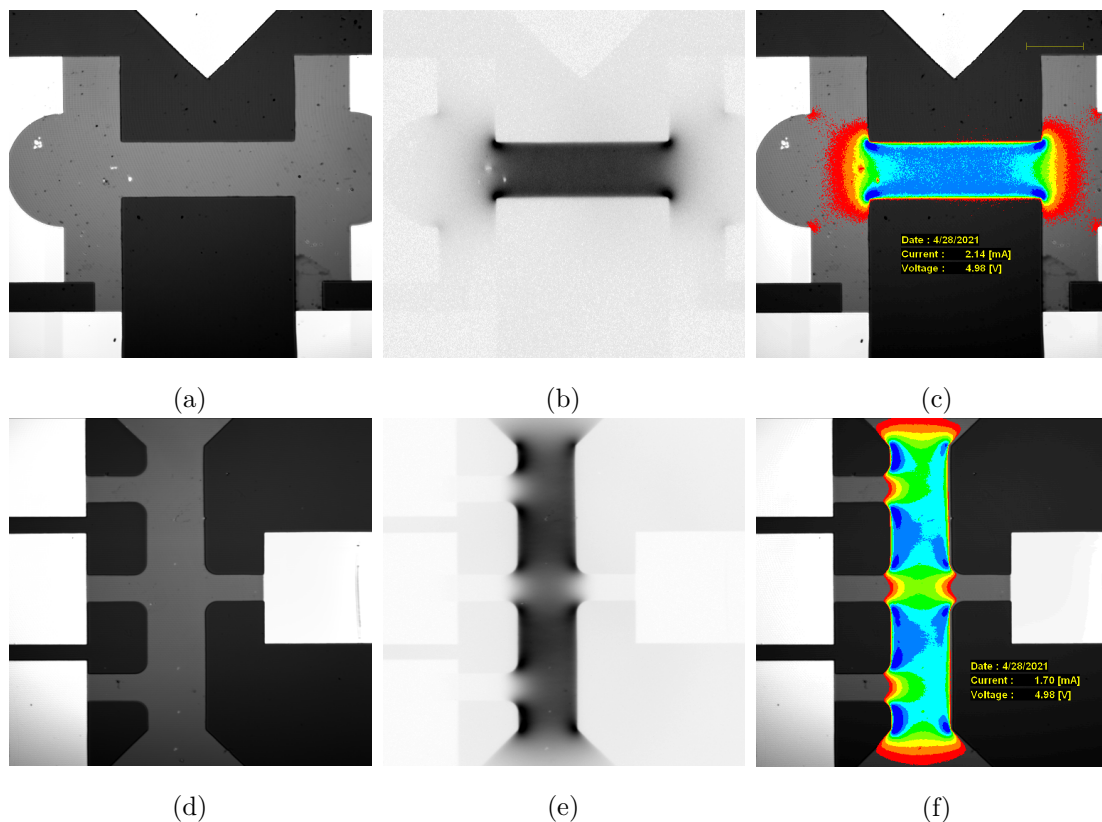 Date : 4/28/2021
Current : 2.14 [mA]
Voltage : 4.98 [V]
(a)
(b)
(c)
Date : 4/28/2021
Current : 1.70 [mA]
Voltage : 4.98 [V]
(d)
(e)
(f)